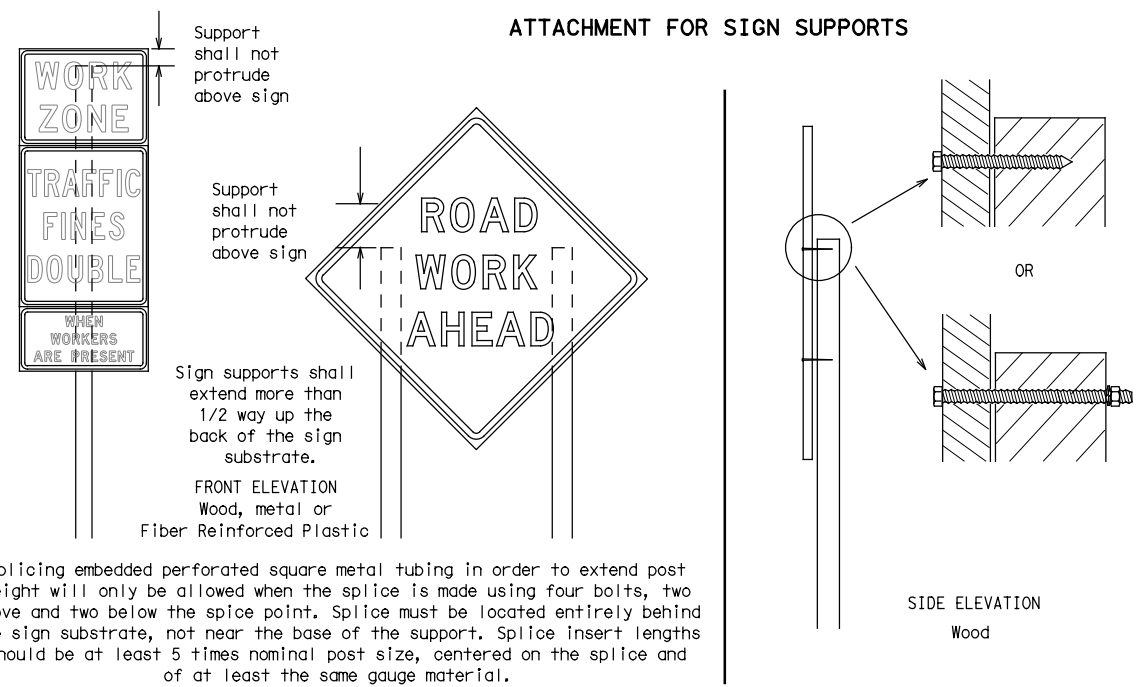 ATTACHMENT FOR SIGN SUPPORTS
Support
shall not
protrude
above sign
WORK
ZONE
TRAFFIC
FINES
DOUBLE
WHEN
WORKERS
ARE PRESENT
Support
shall not
protrude
above sign
ROAD
WORK
AHEAD
Sign supports shall
extend more than
1/2 way up the
back of the sign
substrate.
FRONT ELEVATION
Wood, metal or
Fiber Reinforced Plastic
OR
SIDE ELEVATION
Wood
plicing embedded perforated square metal tubing in order to extend post
eight will only be allowed when the splice is made using four bolts, two
ove and two below the spice point. Splice must be located entirely behind
e sign substrate, not near the base of the support. Splice insert lengths
hould be at least 5 times nominal post size, centered on the splice and
of at least the same gauge material.